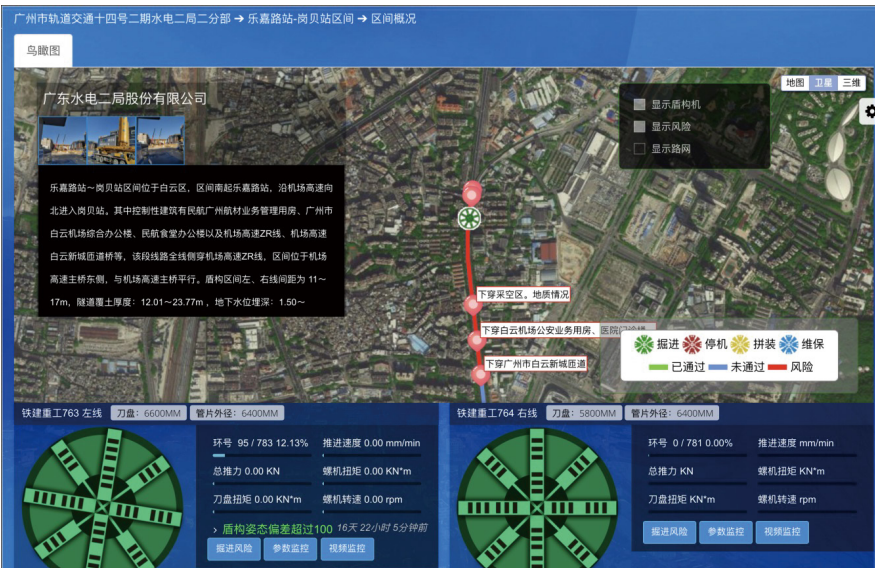 广州市轨道交通十四号二期水电二局二分部 ➔ 乐嘉路站-岗贝站区间 ➔ 区间概况
鸟瞰图
地图 卫星 三维
广东水电二局股份有限公司
显示盾构机
显示风险
显示路网
乐嘉路站～岗贝站区间位于白云区，区间南起乐嘉路站，沿机场高速向
北进入岗贝站。其中控制性建筑有民航广州航材业务管理用房、广州市
白云机场综合办公楼、民航食堂办公楼以及机场高速ZR线、机场高速
白云新城匝道桥等，该段线路全线侧穿机场高速ZR线，区间位于机场
高速主桥东侧，与机场高速主桥平行。盾构区间左、右线间距为 11～
17m，隧道覆土厚度：12.01～23.77m ，地下水位埋深：1.50～
下穿采空区。地质情况
下穿白云机场公安业务用房、医院
下穿广州市白云新城匝道
掘进 停机 拼装 维保
已通过 未通过 风险
铁建重工763 左线 刀盘：6600MM 管片外径：6400MM
环号 95 / 783 12.13% 推进速度 0.00 mm/min
总推力 0.00 KN 螺机扭矩 0.00 KN*m
刀盘扭矩 0.00 KN*m 螺机转速 0.00 rpm
› 盾构姿态偏差超过100 16天 22小时 5分钟前
掘进风险 参数监控 视频监控
铁建重工764 右线 刀盘：5800MM 管片外径：6400MM
环号 0 / 781 0.00% 推进速度 mm/min
总推力 KN 螺机扭矩 KN*m
刀盘扭矩 KN*m 螺机转速 rpm
掘进风险 参数监控 视频监控